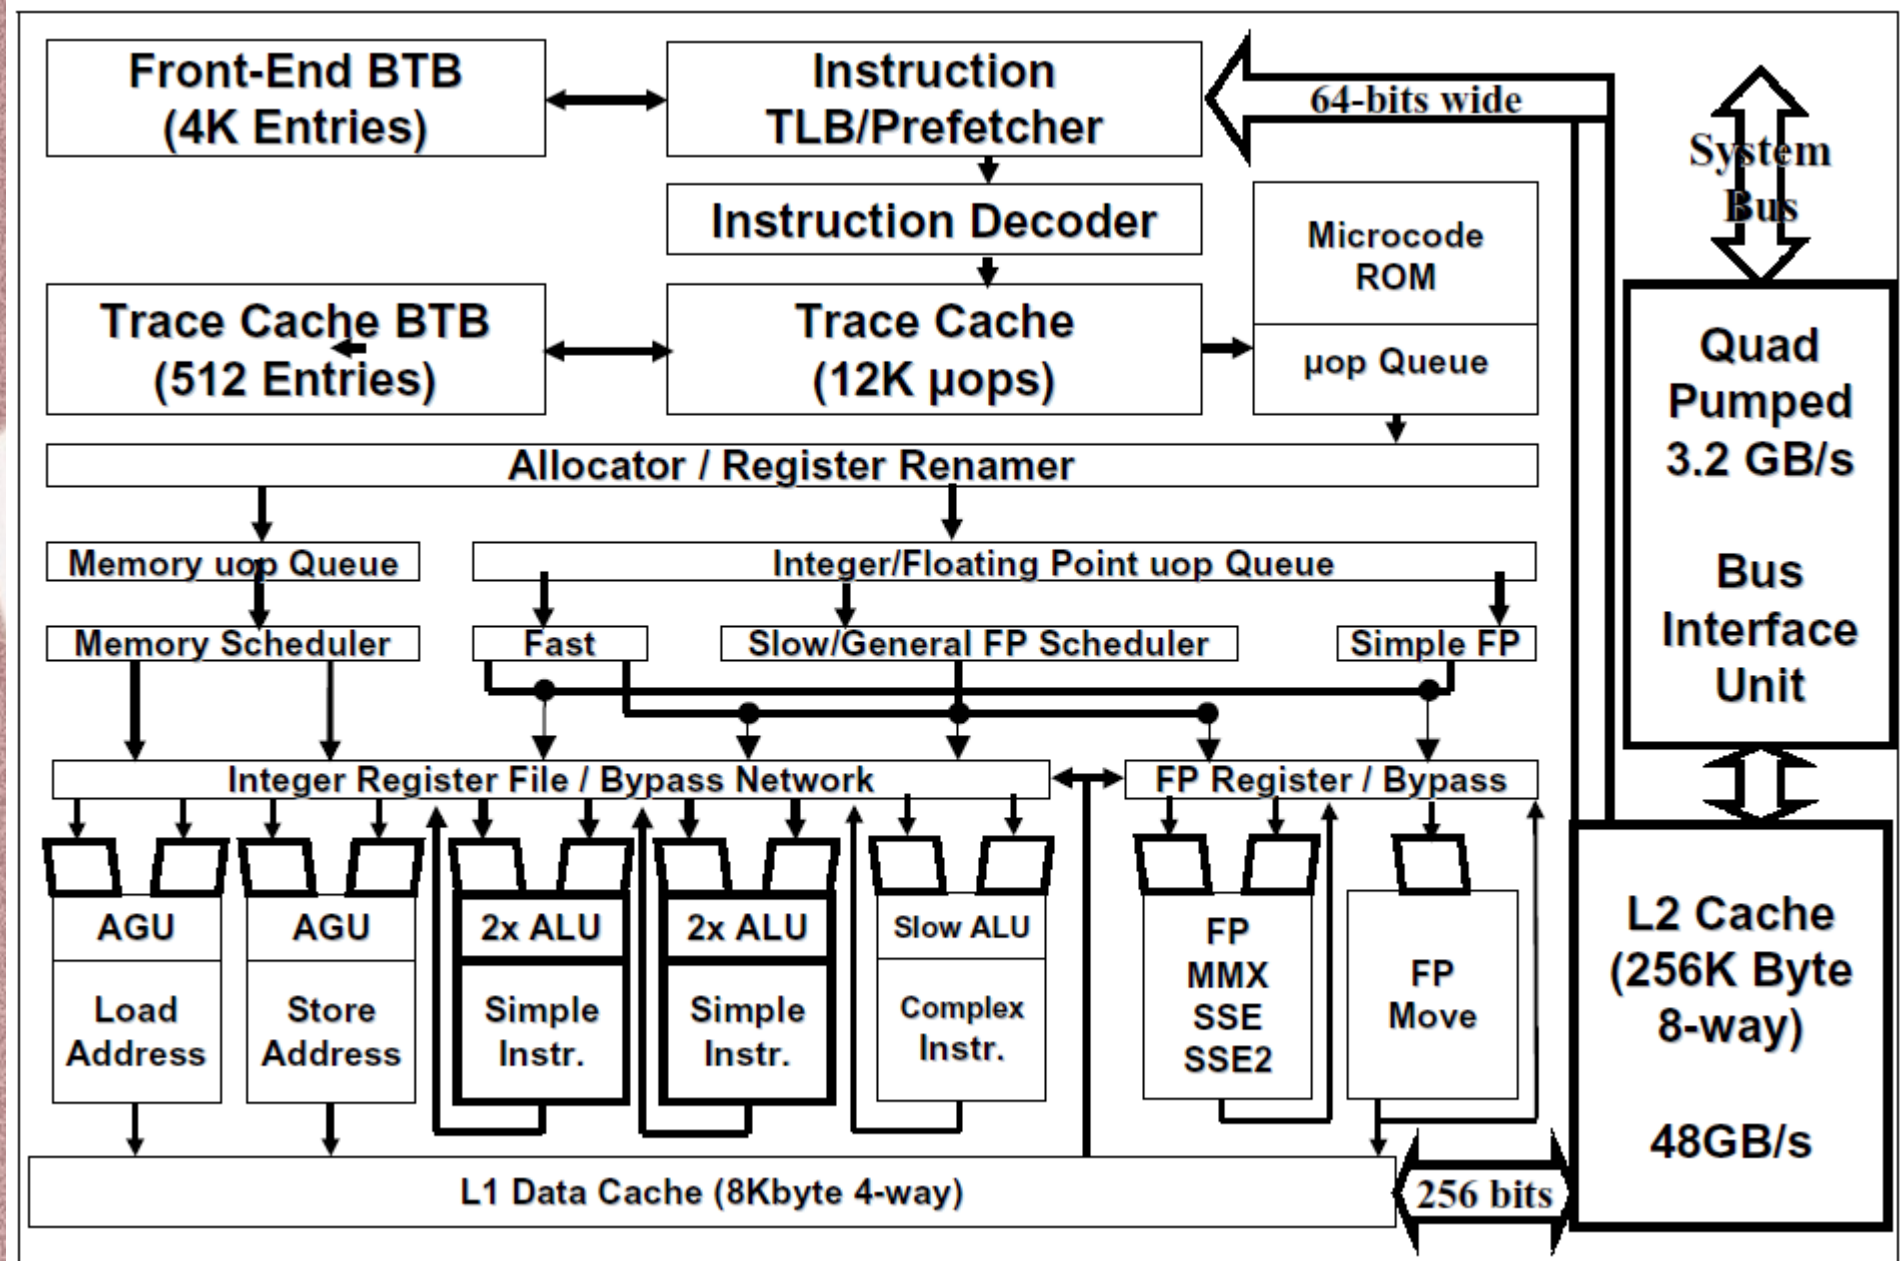 Front-End BTB
(4K Entries)
Instruction
TLB/Prefetcher
64-bits wide
System
Bus
Instruction Decoder
Microcode
ROM
Trace Cache BTB
(512 Entries)
Trace Cache
(12K µops)
µop Queue
Quad
Pumped
3.2 GB/s
Bus
Interface
Unit
Allocator / Register Renamer
Memory uop Queue
Integer/Floating Point uop Queue
Memory Scheduler
Fast
Slow/General FP Scheduler
Simple FP
Integer Register File / Bypass Network
FP Register / Bypass
AGU
Load
Address
AGU
Store
Address
2x ALU
Simple
Instr.
2x ALU
Simple
Instr.
Slow ALU
Complex
Instr.
FP
MMX
SSE
SSE2
FP
Move
L2 Cache
(256K Byte
8-way)
48GB/s
L1 Data Cache (8Kbyte 4-way)
256 bits